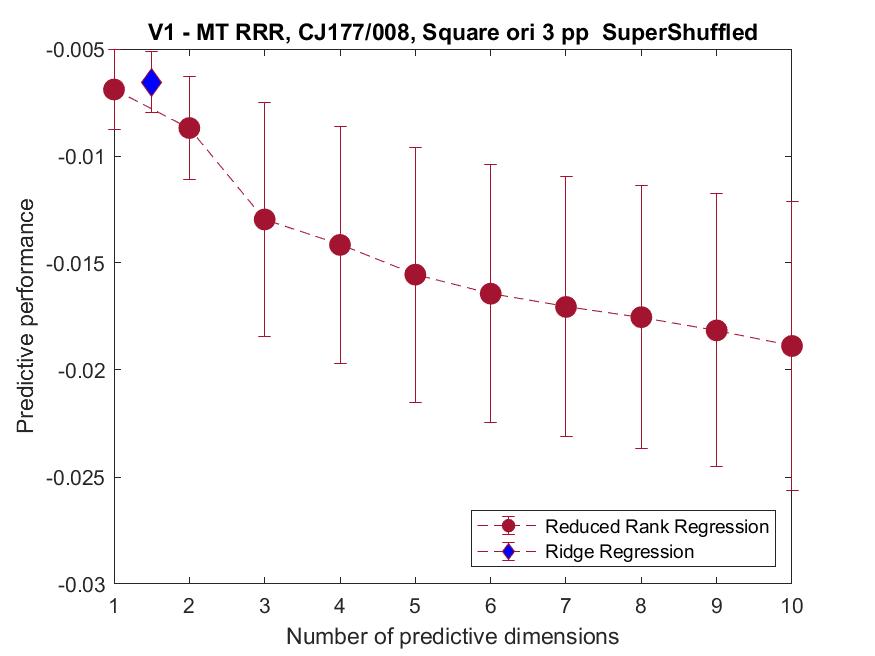 V1 - MT RRR, CJ177/008, Square ori 3 pp  SuperShuffled
-0.005
-0.01
-0.015
-0.02
-0.025
-0.03
Predictive performance
1 2 3 4 5 6 7 8 9 10
Number of predictive dimensions
Reduced Rank Regression
Ridge Regression